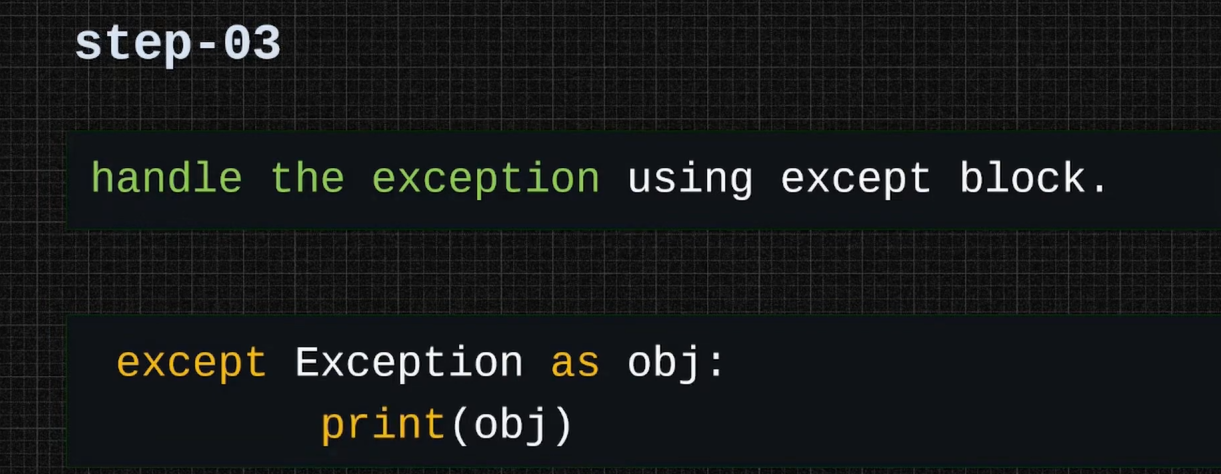 step-03
handle the exception using except block.
except Exception as obj:
print(obj)